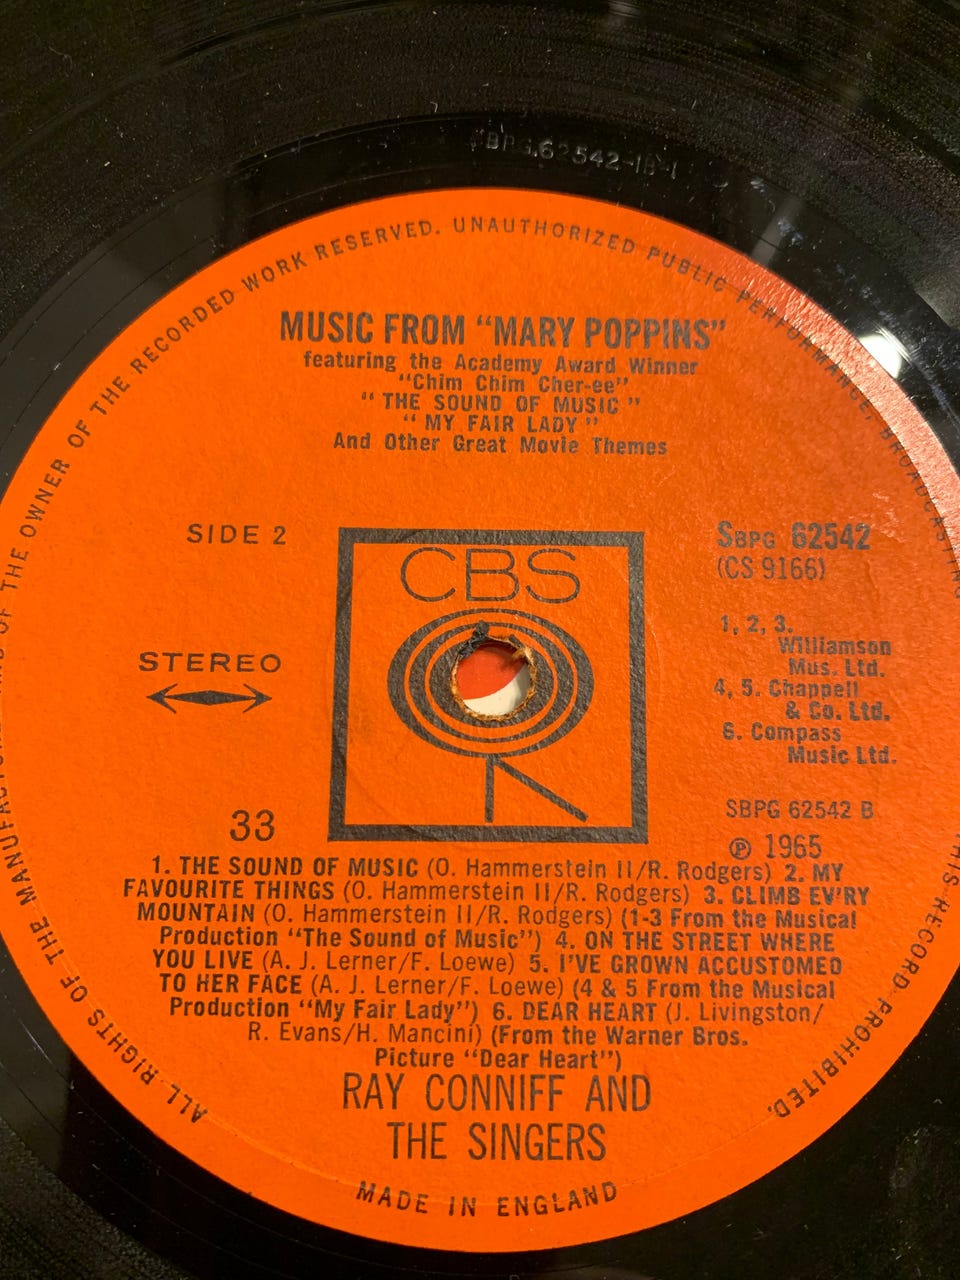 BPG.62542-1B-1
ALL RIGHTS OF THE MANUFACTURER AND OF THE OWNER OF THE RECORDED WORK RESERVED. UNAUTHORIZED PUBLIC PERFORMANCE, BROADCASTING THIS RECORD PROHIBITED.
MUSIC FROM "MARY POPPINS"
featuring the Academy Award Winner
"Chim Chim Cher-ee"
"THE SOUND OF MUSIC"
"MY FAIR LADY"
And Other Great Movie Themes
SIDE 2
CBS
SBPG 62542
(CS 9166)
STEREO
1, 2, 3.
Williamson
Mus. Ltd.
4, 5. Chappell
& Co. Ltd.
6. Compass
Music Ltd.
33
SBPG 62542 B
℗ 1965
1. THE SOUND OF MUSIC (O. Hammerstein II/R. Rodgers) 2. MY
FAVOURITE THINGS (O. Hammerstein II/R. Rodgers) 3. CLIMB EV'RY
MOUNTAIN (O. Hammerstein II/R. Rodgers) (1-3 From the Musical
Production "The Sound of Music") 4. ON THE STREET WHERE
YOU LIVE (A. J. Lerner/F. Loewe) 5. I'VE GROWN ACCUSTOMED
TO HER FACE (A. J. Lerner/F. Loewe) (4 & 5 From the Musical
Production "My Fair Lady") 6. DEAR HEART (J. Livingston/
R. Evans/H. Mancini) (From the Warner Bros.
Picture "Dear Heart")
RAY CONNIFF AND
THE SINGERS
MADE IN ENGLAND